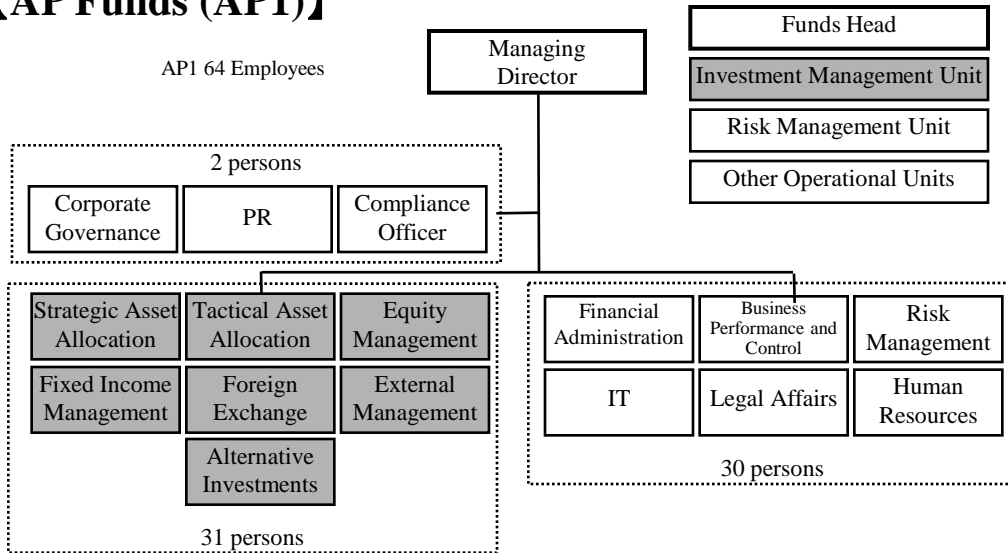 【AP Funds (AP1)】
AP1 64 Employees
Managing
Director
Funds Head
Investment Management Unit
Risk Management Unit
Other Operational Units
2 persons
Corporate
Governance
PR
Compliance
Officer
Strategic Asset
Allocation
Tactical Asset
Allocation
Equity
Management
Fixed Income
Management
Foreign
Exchange
External
Management
Alternative
Investments
31 persons
Financial
Administration
Business
Performance and
Control
Risk
Management
IT
Legal Affairs
Human
Resources
30 persons